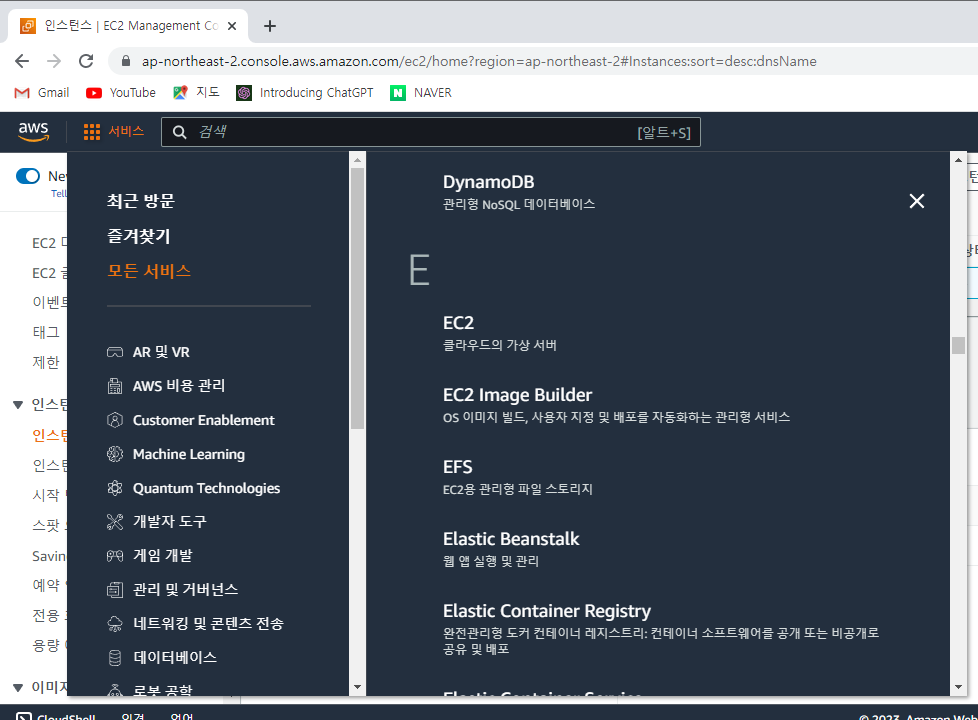 인스턴스 | EC2 Management Co
ap-northeast-2.console.aws.amazon.com/ec2/home?region=ap-northeast-2#Instances:sort=desc:dnsName
Gmail YouTube 지도 Introducing ChatGPT NAVER
aws 서비스 검색 [알트+S]
New
Tell
EC2
EC2
이벤트
태그
제한
인스턴
인스턴
인스턴
시작
스팟
Savin
예약
전용
용량
이미지
최근 방문
즐겨찾기
모든 서비스
AR 및 VR
AWS 비용 관리
Customer Enablement
Machine Learning
Quantum Technologies
개발자 도구
게임 개발
관리 및 거버넌스
네트워킹 및 콘텐츠 전송
데이터베이스
로봇 공학
DynamoDB
관리형 NoSQL 데이터베이스
E
EC2
클라우드의 가상 서버
EC2 Image Builder
OS 이미지 빌드, 사용자 지정 및 배포를 자동화하는 관리형 서비스
EFS
EC2용 관리형 파일 스토리지
Elastic Beanstalk
웹 앱 실행 및 관리
Elastic Container Registry
완전관리형 도커 컨테이너 레지스트리: 컨테이너 소프트웨어를 공개 또는 비공개로
공유 및 배포
Elastic Container Service
CloudShell 의견 언어 © 2023, Amazon Web